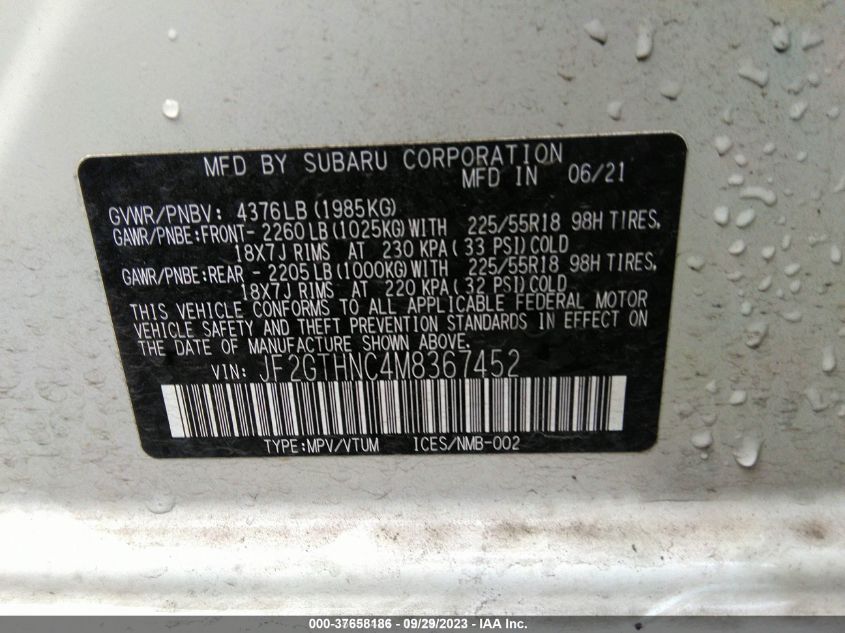 MFD BY SUBARU CORPORATION
MFD IN 06/21
GVWR/PNBV: 4376LB (1985KG)
GAWR/PNBE:FRONT- 2260LB (1025KG) WITH 225/55R18 98H TIRES,
18X7J RIMS AT 230 KPA ( 33 PSI) COLD
GAWR/PNBE:REAR - 2205LB (1000KG) WITH 225/55R18 98H TIRES,
18X7J RIMS AT 220 KPA ( 32 PSI) COLD
THIS VEHICLE CONFORMS TO ALL APPLICABLE FEDERAL MOTOR
VEHICLE SAFETY AND THEFT PREVENTION STANDARDS IN EFFECT ON
THE DATE OF MANUFACTURE SHOWN ABOVE.
VIN: JF2GTHNC4M8367452
TYPE:MPV/VTUM ICES/NMB-002
000-37658186 - 09/29/2023 - IAA Inc.